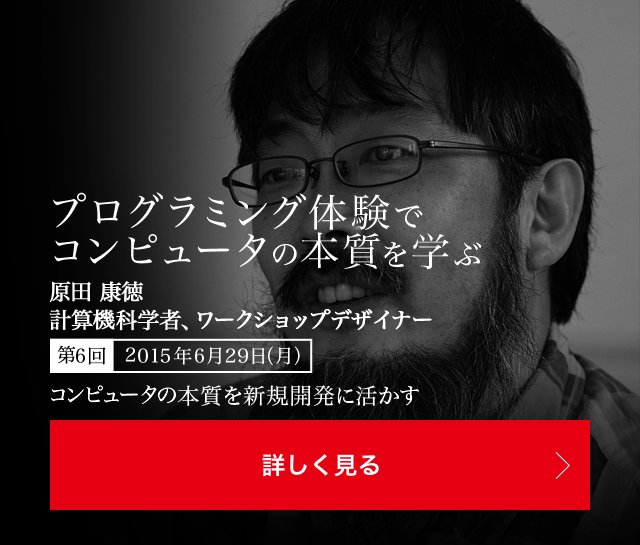 プログラミング体験で
コンピュータの本質を学ぶ
原田 康徳
計算機科学者、ワークショップデザイナー
第6回 2015年6月29日(月)
コンピュータの本質を新規開発に活かす
詳しく見る